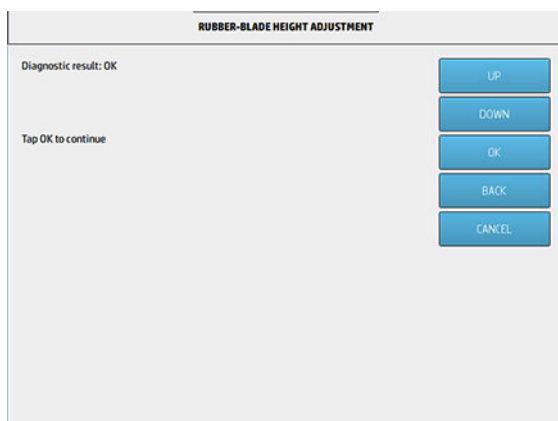 RUBBER-BLADE HEIGHT ADJUSTMENT
Diagnostic result: OK
UP
DOWN
Tap OK to continue
OK
BACK
CANCEL